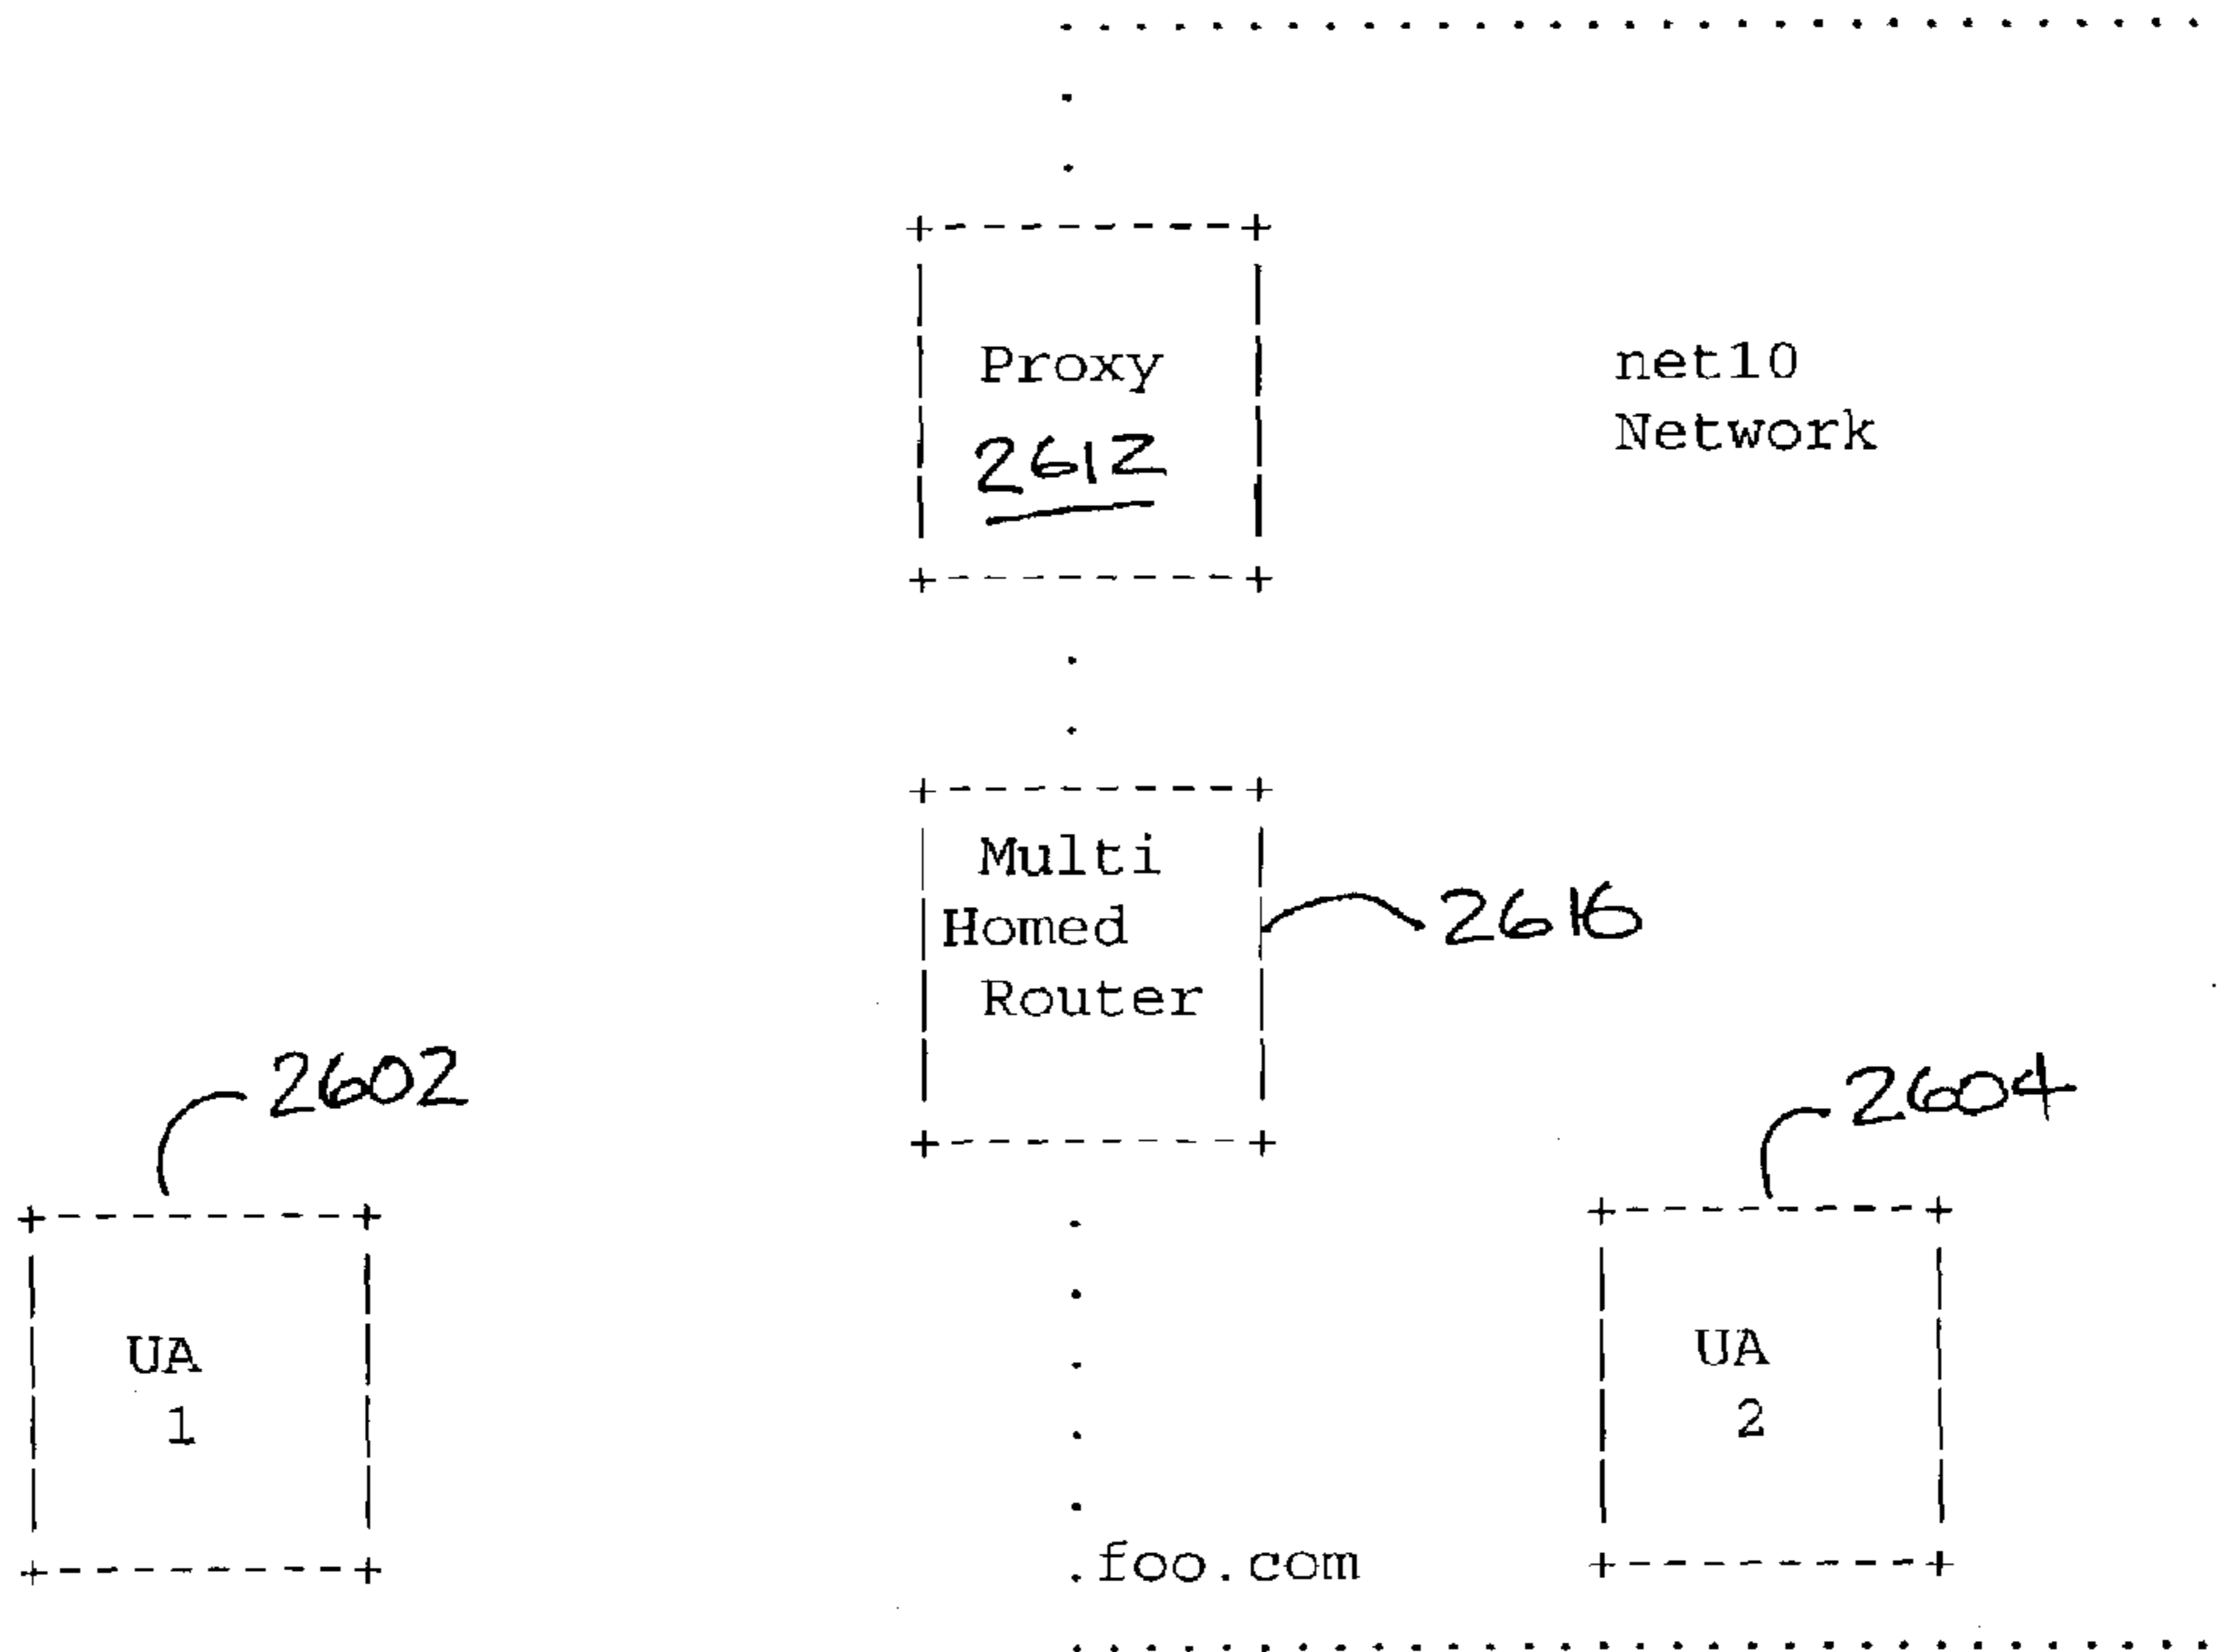 Proxy
2612
net10
Network
Multi
Homed
Router
2616
2602
2604
UA
1
UA
2
foo.com